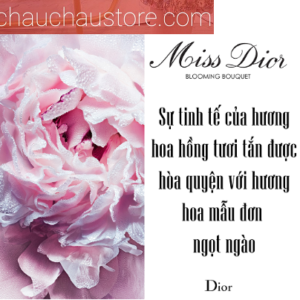 chauchaustore.com
Miss Dior
BLOOMING BOUQUET
Sự tinh tế của hương
hoa hồng tươi tắn được
hòa quyện với hương
hoa mẫu đơn
ngọt ngào
Dior